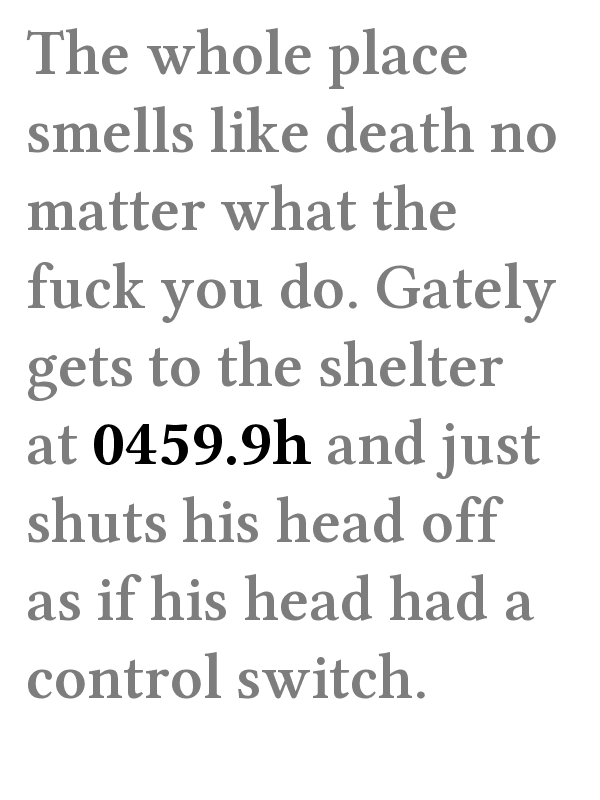 The whole place
smells like death no
matter what the
fuck you do. Gately
gets to the shelter
at 0459.9h and just
shuts his head off
as if his head had a
control switch.